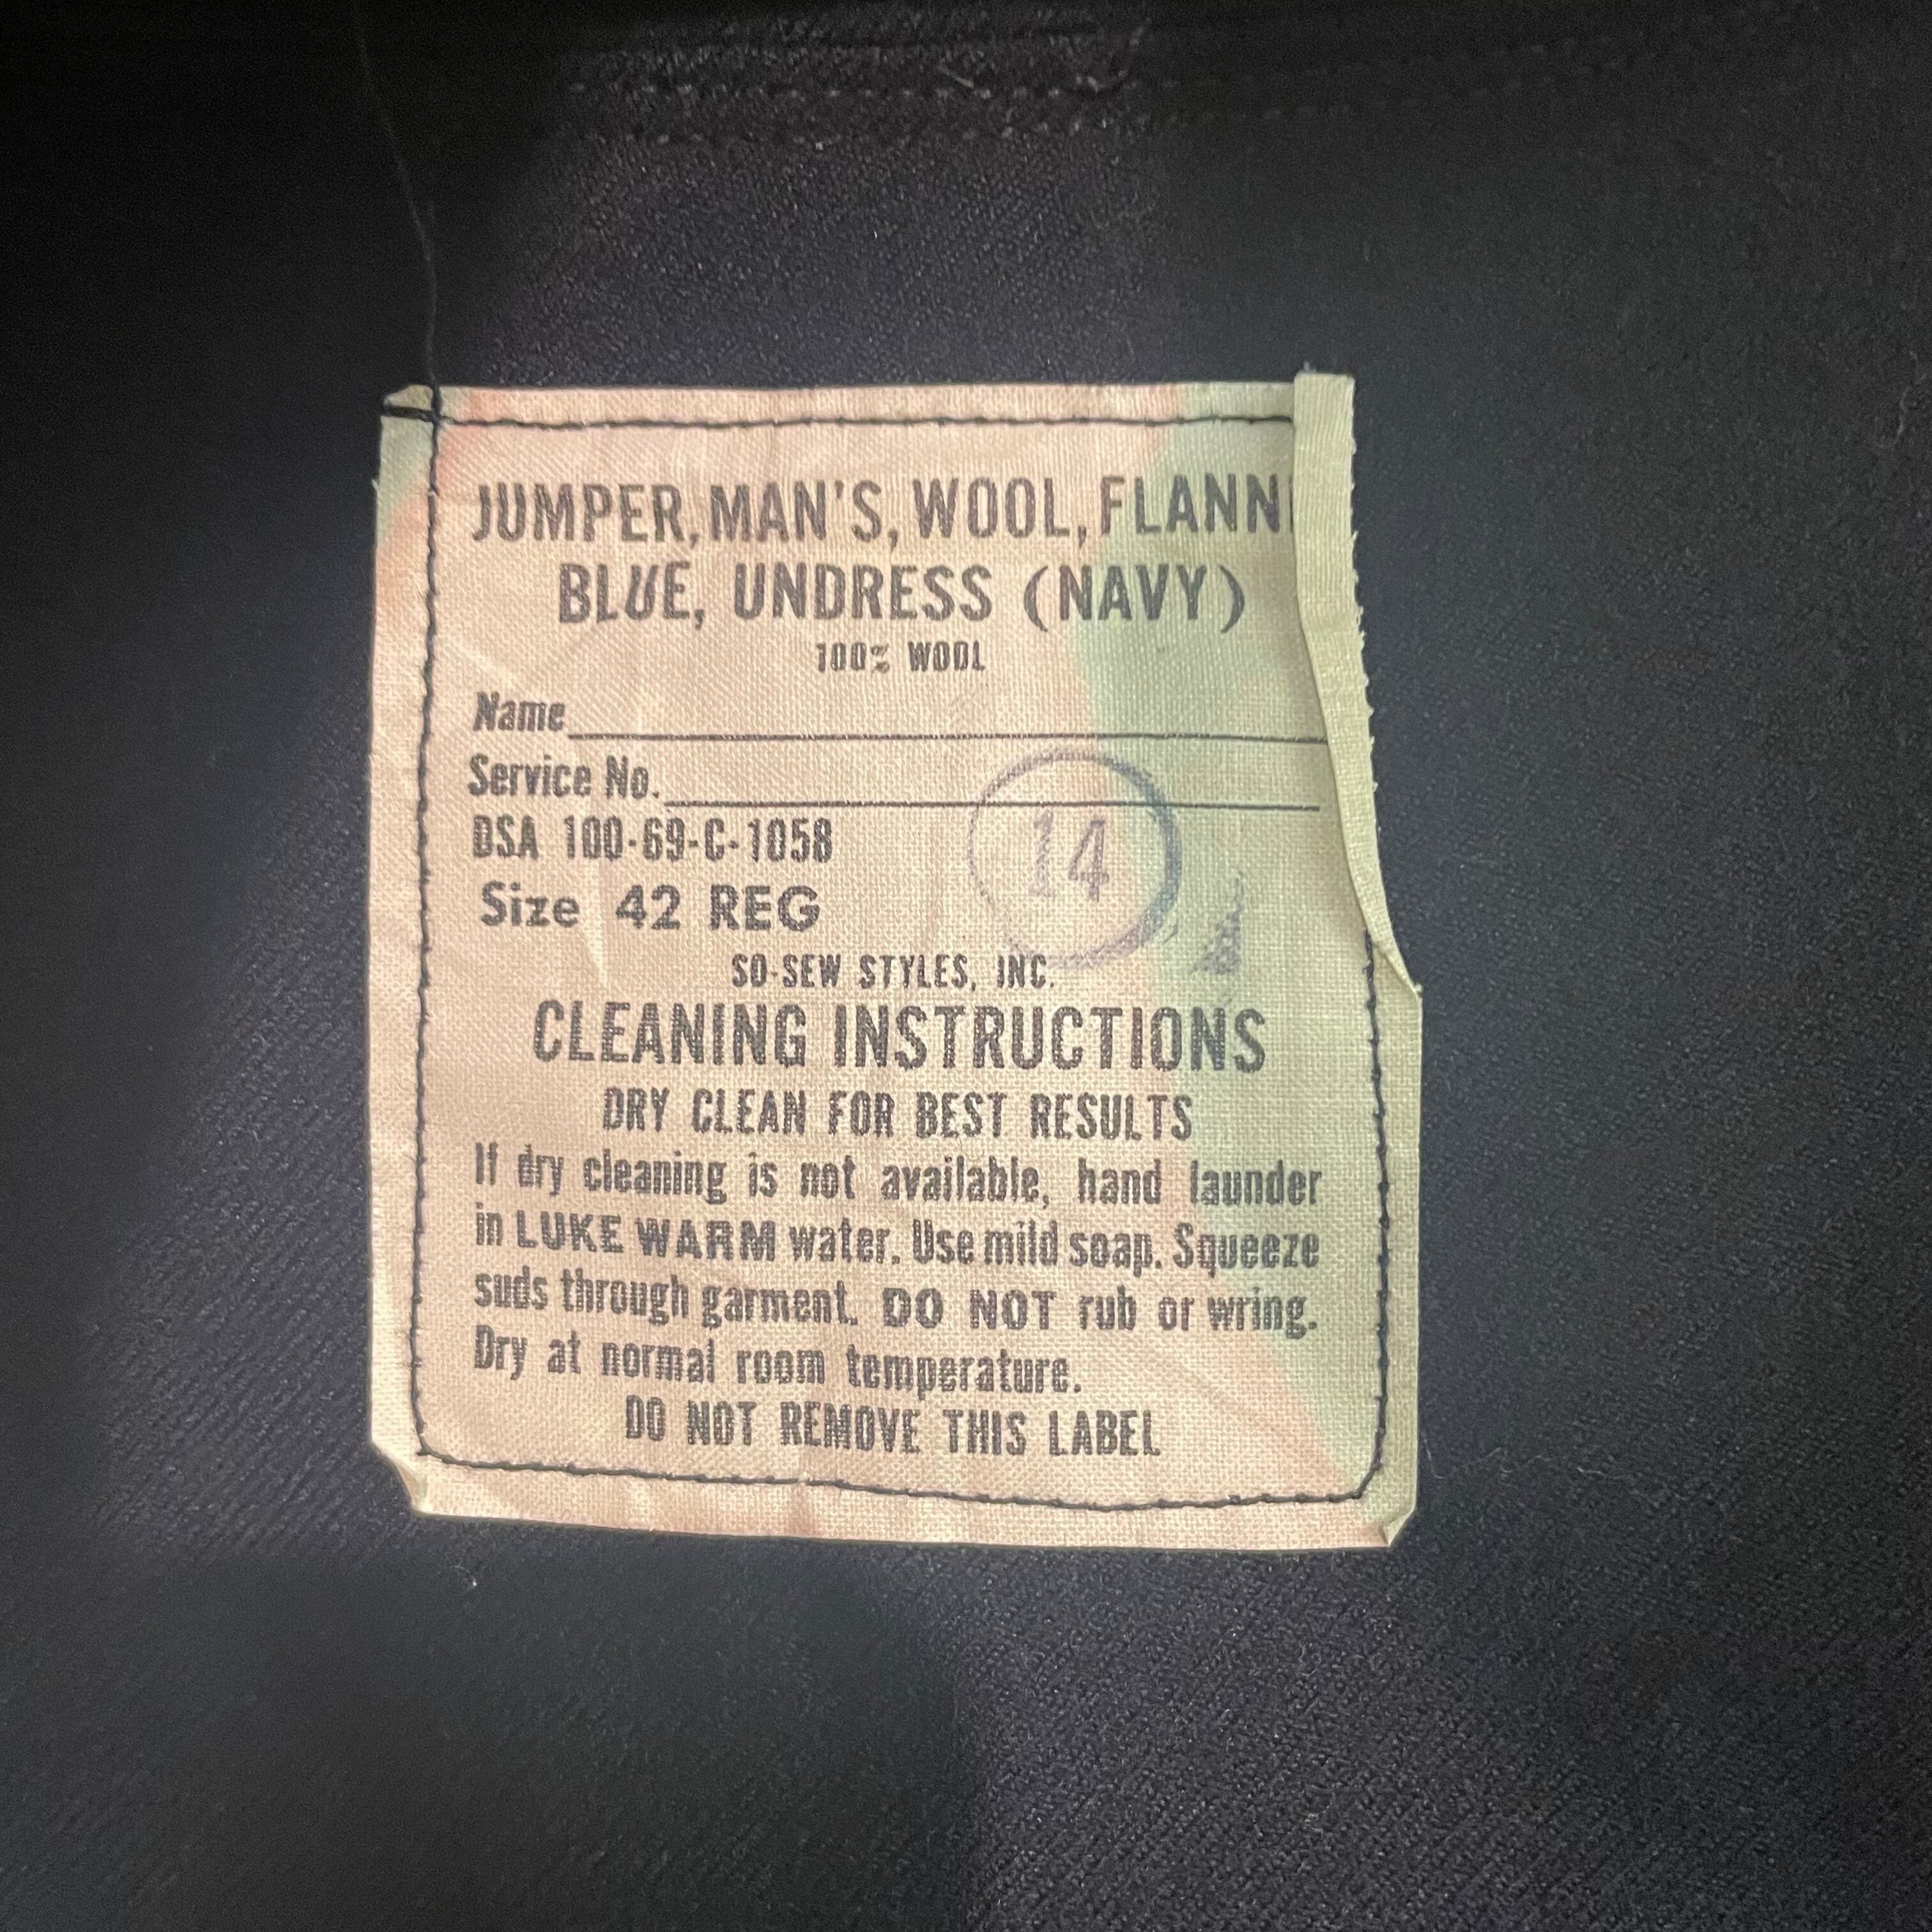 JUMPER, MAN'S, WOOL, FLANN
BLUE, UNDRESS (NAVY)
100% WOOL
Name
Service No.
DSA 100-69-C-1058
14
Size 42 REG
SO-SEW STYLES, INC.
CLEANING INSTRUCTIONS
DRY CLEAN FOR BEST RESULTS
If dry cleaning is not available, hand launder
in LUKE WARM water. Use mild soap. Squeeze
suds through garment. DO NOT rub or wring.
Dry at normal room temperature.
DO NOT REMOVE THIS LABEL